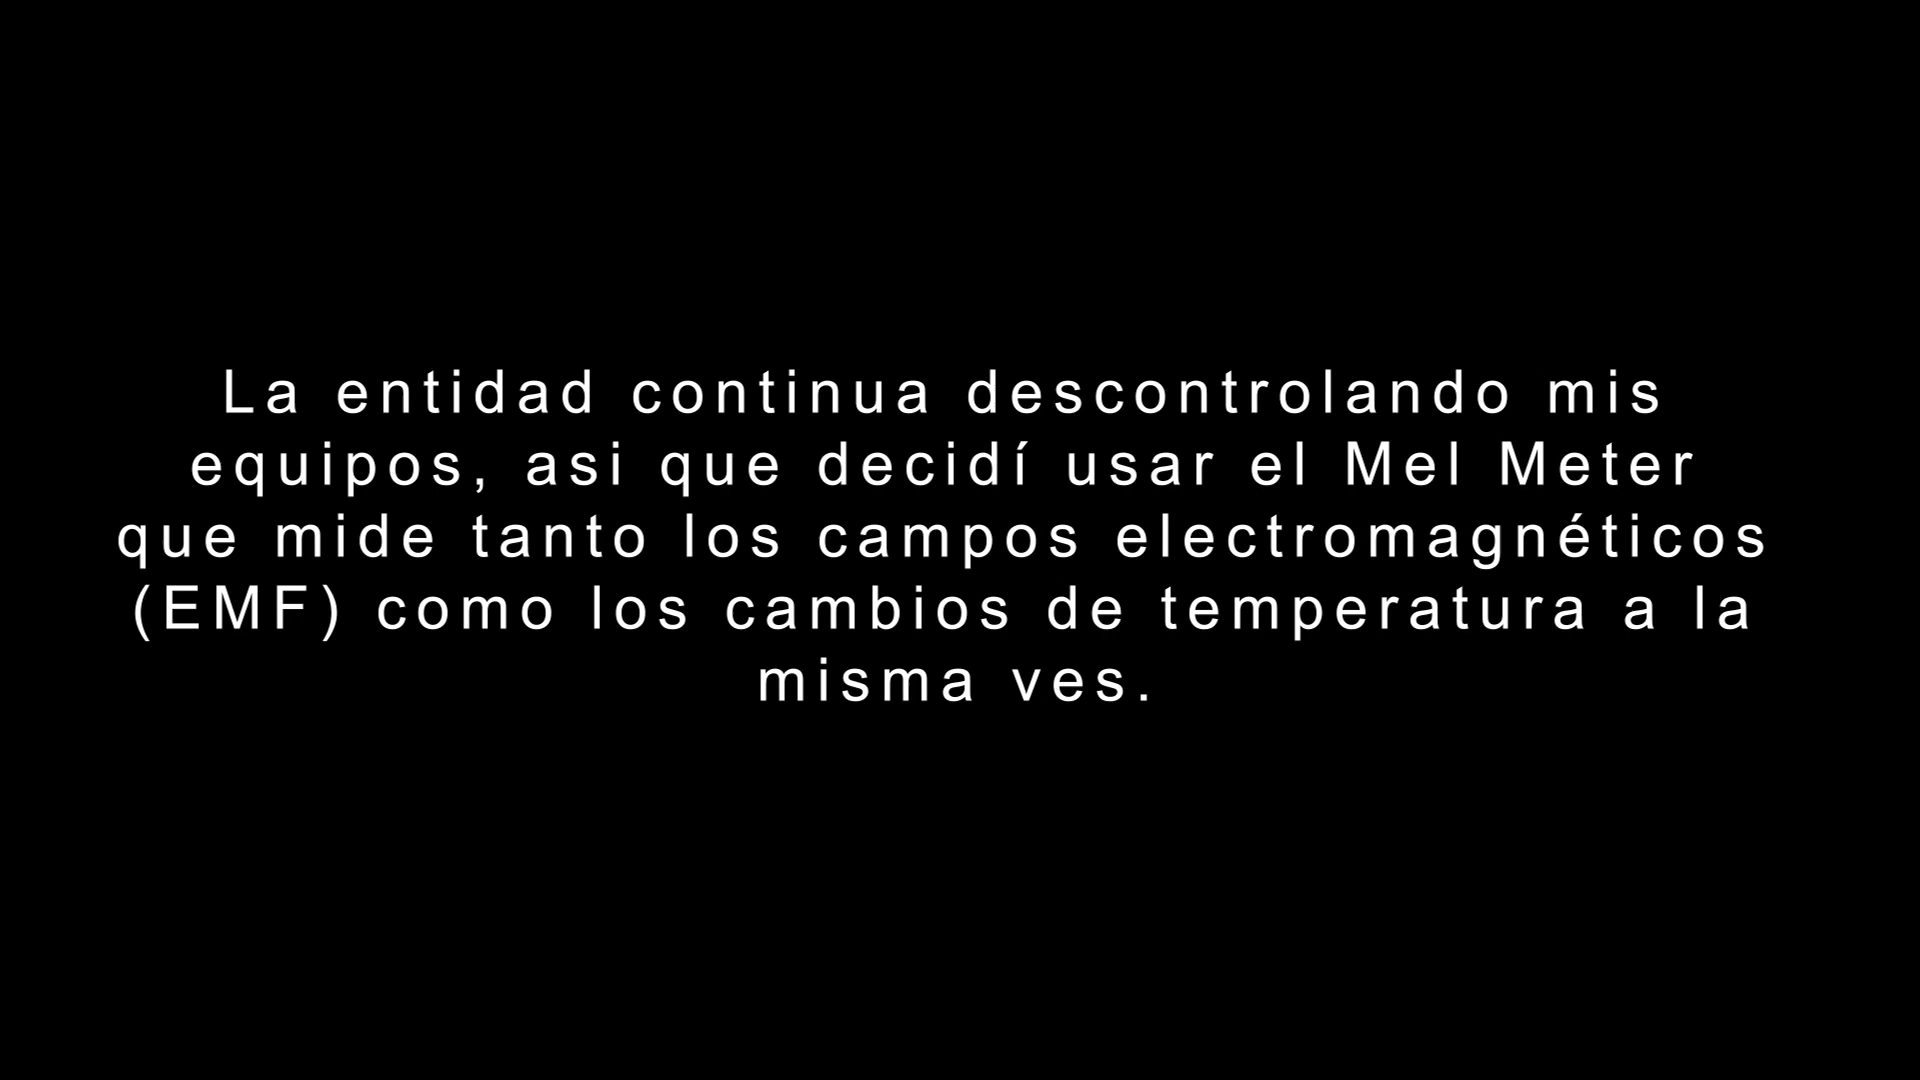 La entidad continua descontrolando mis
equipos, asi que decidí usar el Mel Meter
que mide tanto los campos electromagnéticos
(EMF) como los cambios de temperatura a la
misma ves.